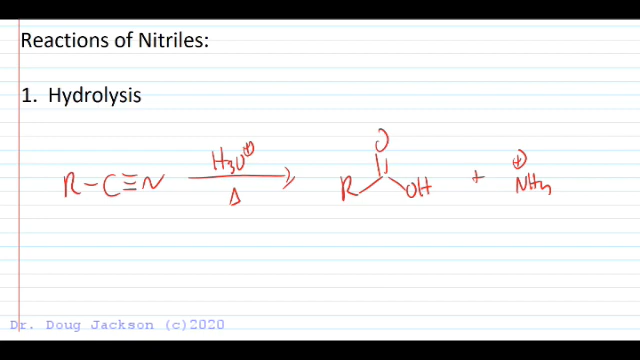 Reactions of Nitriles:
1. Hydrolysis
R-C≡N H3O⊕ Δ R O OH + ⊕ NH4
Dr. Doug Jackson (c)2020